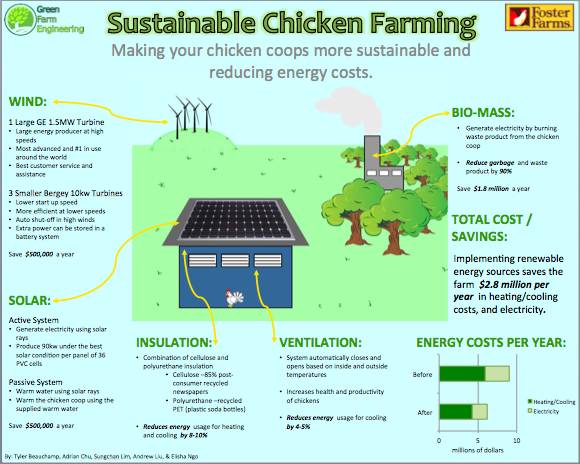 Green
Farm
Engineering
Sustainable Chicken Farming
Foster
Farms
Making your chicken coops more sustainable and
reducing energy costs.
WIND:
1 Large GE 1.5MW Turbine
• Large energy producer at high
speeds
• Most advanced and #1 in use
around the world
• Best customer service and
assistance
3 Smaller Bergey 10kw Turbines
• Lower start up speed
• More efficient at lower speeds
• Auto shut-off in high winds
• Extra power can be stored in a
battery system
Save $500,000 a year
SOLAR:
Active System
• Generate electricity using solar
rays
• Produce 90kw under the best
solar condition per panel of 36
PVC cells
Passive System
• Warm water using solar rays
• Warm the chicken coop using the
supplied warm water
Save $500,000 a year
INSULATION:
• Combination of cellulose and
polyurethane insulation
• Cellulose –85% post-
consumer recycled
newspapers
• Polyurethane –recycled
PET (plastic soda bottles)
• Reduces energy usage for heating
and cooling by 8-10%
VENTILATION:
• System automatically closes and
opens based on inside and outside
temperatures
• Increases health and productivity
of chickens
• Reduces energy usage for cooling
by 4-5%
BIO-MASS:
• Generate electricity by burning
waste product from the chicken
coop
• Reduce garbage and waste
product by 90%
Save $1.8 million a year
TOTAL COST /
SAVINGS:
Implementing renewable
energy sources saves the
farm $2.8 million per
year in heating/cooling
costs, and electricity.
ENERGY COSTS PER YEAR:
Before
After
0 5 10
millions of dollars
Heating/Cooling
Electricity
By: Tyler Beauchamp, Adrian Chu, Sungchan Lim, Andrew Liu, & Elisha Ngo